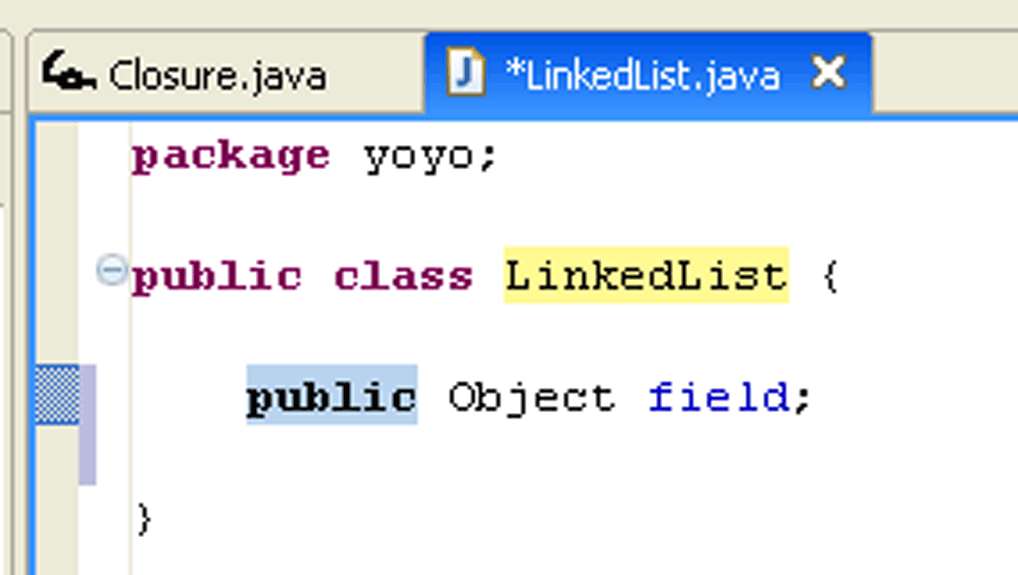 Closure.java *LinkedList.java
package yoyo;
public class LinkedList {
public Object field;
}